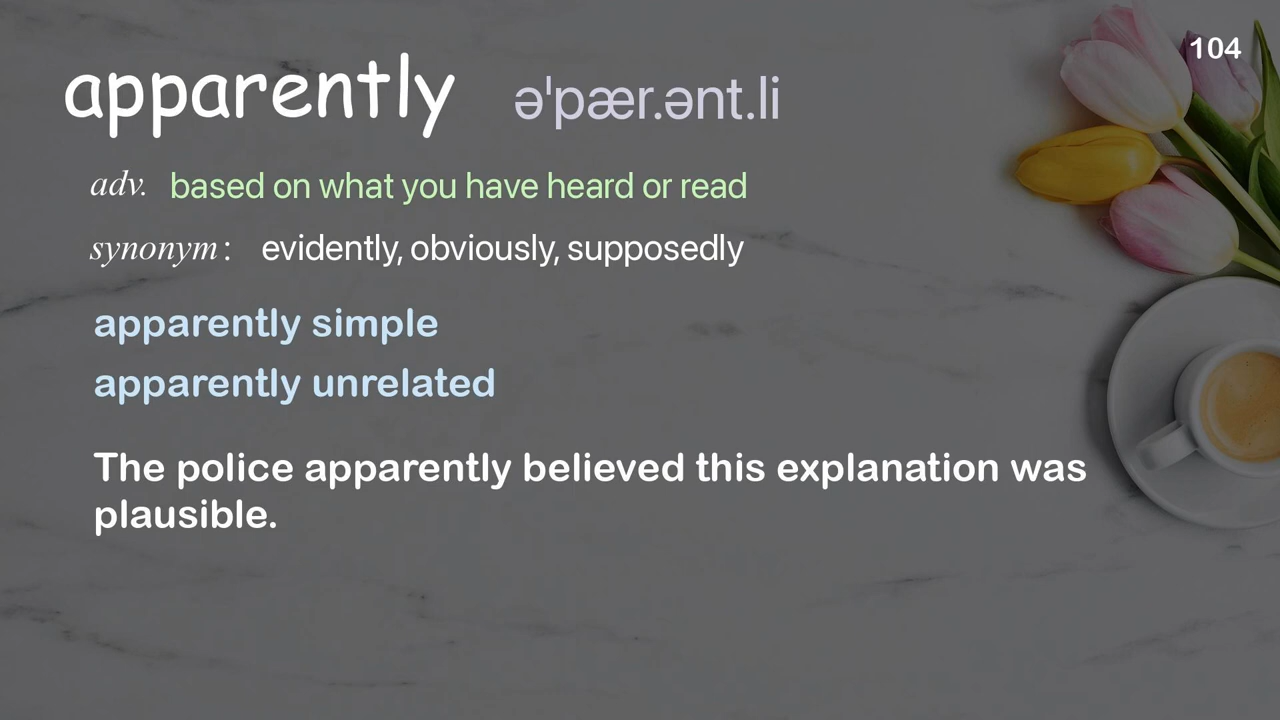 104
apparently əˈpær.ənt.li
adv. based on what you have heard or read
synonym: evidently, obviously, supposedly
apparently simple
apparently unrelated
The police apparently believed this explanation was
plausible.